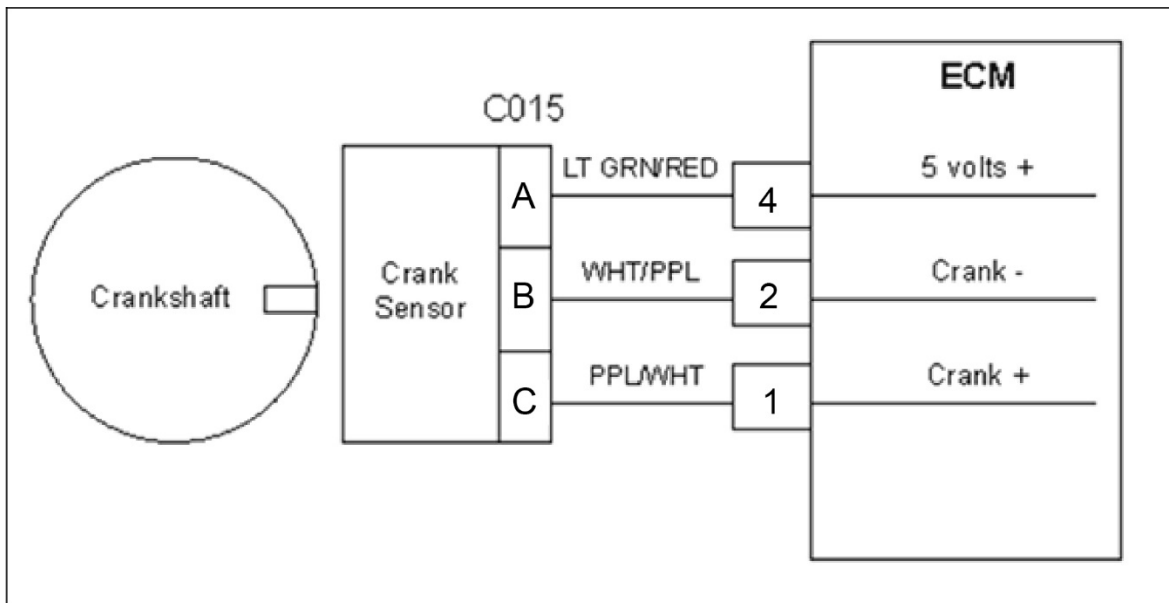 ECM
C015
LT GRN/RED
5 volts +
A
4
Crankshaft
Crank
Sensor
WHT/PPL
Crank -
B
2
PPL/WHT
Crank +
C
1